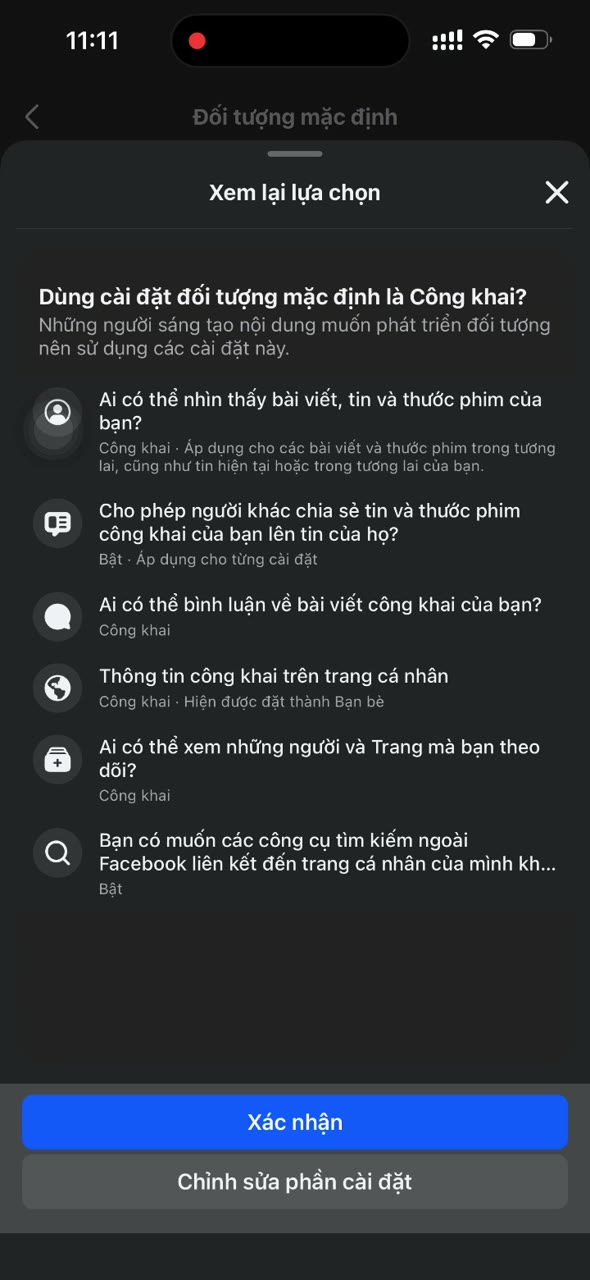 11:11
Đối tượng mặc định
Xem lại lựa chọn
Dùng cài đặt đối tượng mặc định là Công khai?
Những người sáng tạo nội dung muốn phát triển đối tượng
nên sử dụng các cài đặt này.
Ai có thể nhìn thấy bài viết, tin và thước phim của
bạn?
Công khai · Áp dụng cho các bài viết và thước phim trong tương
lai, cũng như tin hiện tại hoặc trong tương lai của bạn.
Cho phép người khác chia sẻ tin và thước phim
công khai của bạn lên tin của họ?
Bật · Áp dụng cho từng cài đặt
Ai có thể bình luận về bài viết công khai của bạn?
Công khai
Thông tin công khai trên trang cá nhân
Công khai · Hiện được đặt thành Bạn bè
Ai có thể xem những người và Trang mà bạn theo
dõi?
Công khai
Bạn có muốn các công cụ tìm kiếm ngoài
Facebook liên kết đến trang cá nhân của mình kh...
Bật
Xác nhận
Chỉnh sửa phần cài đặt